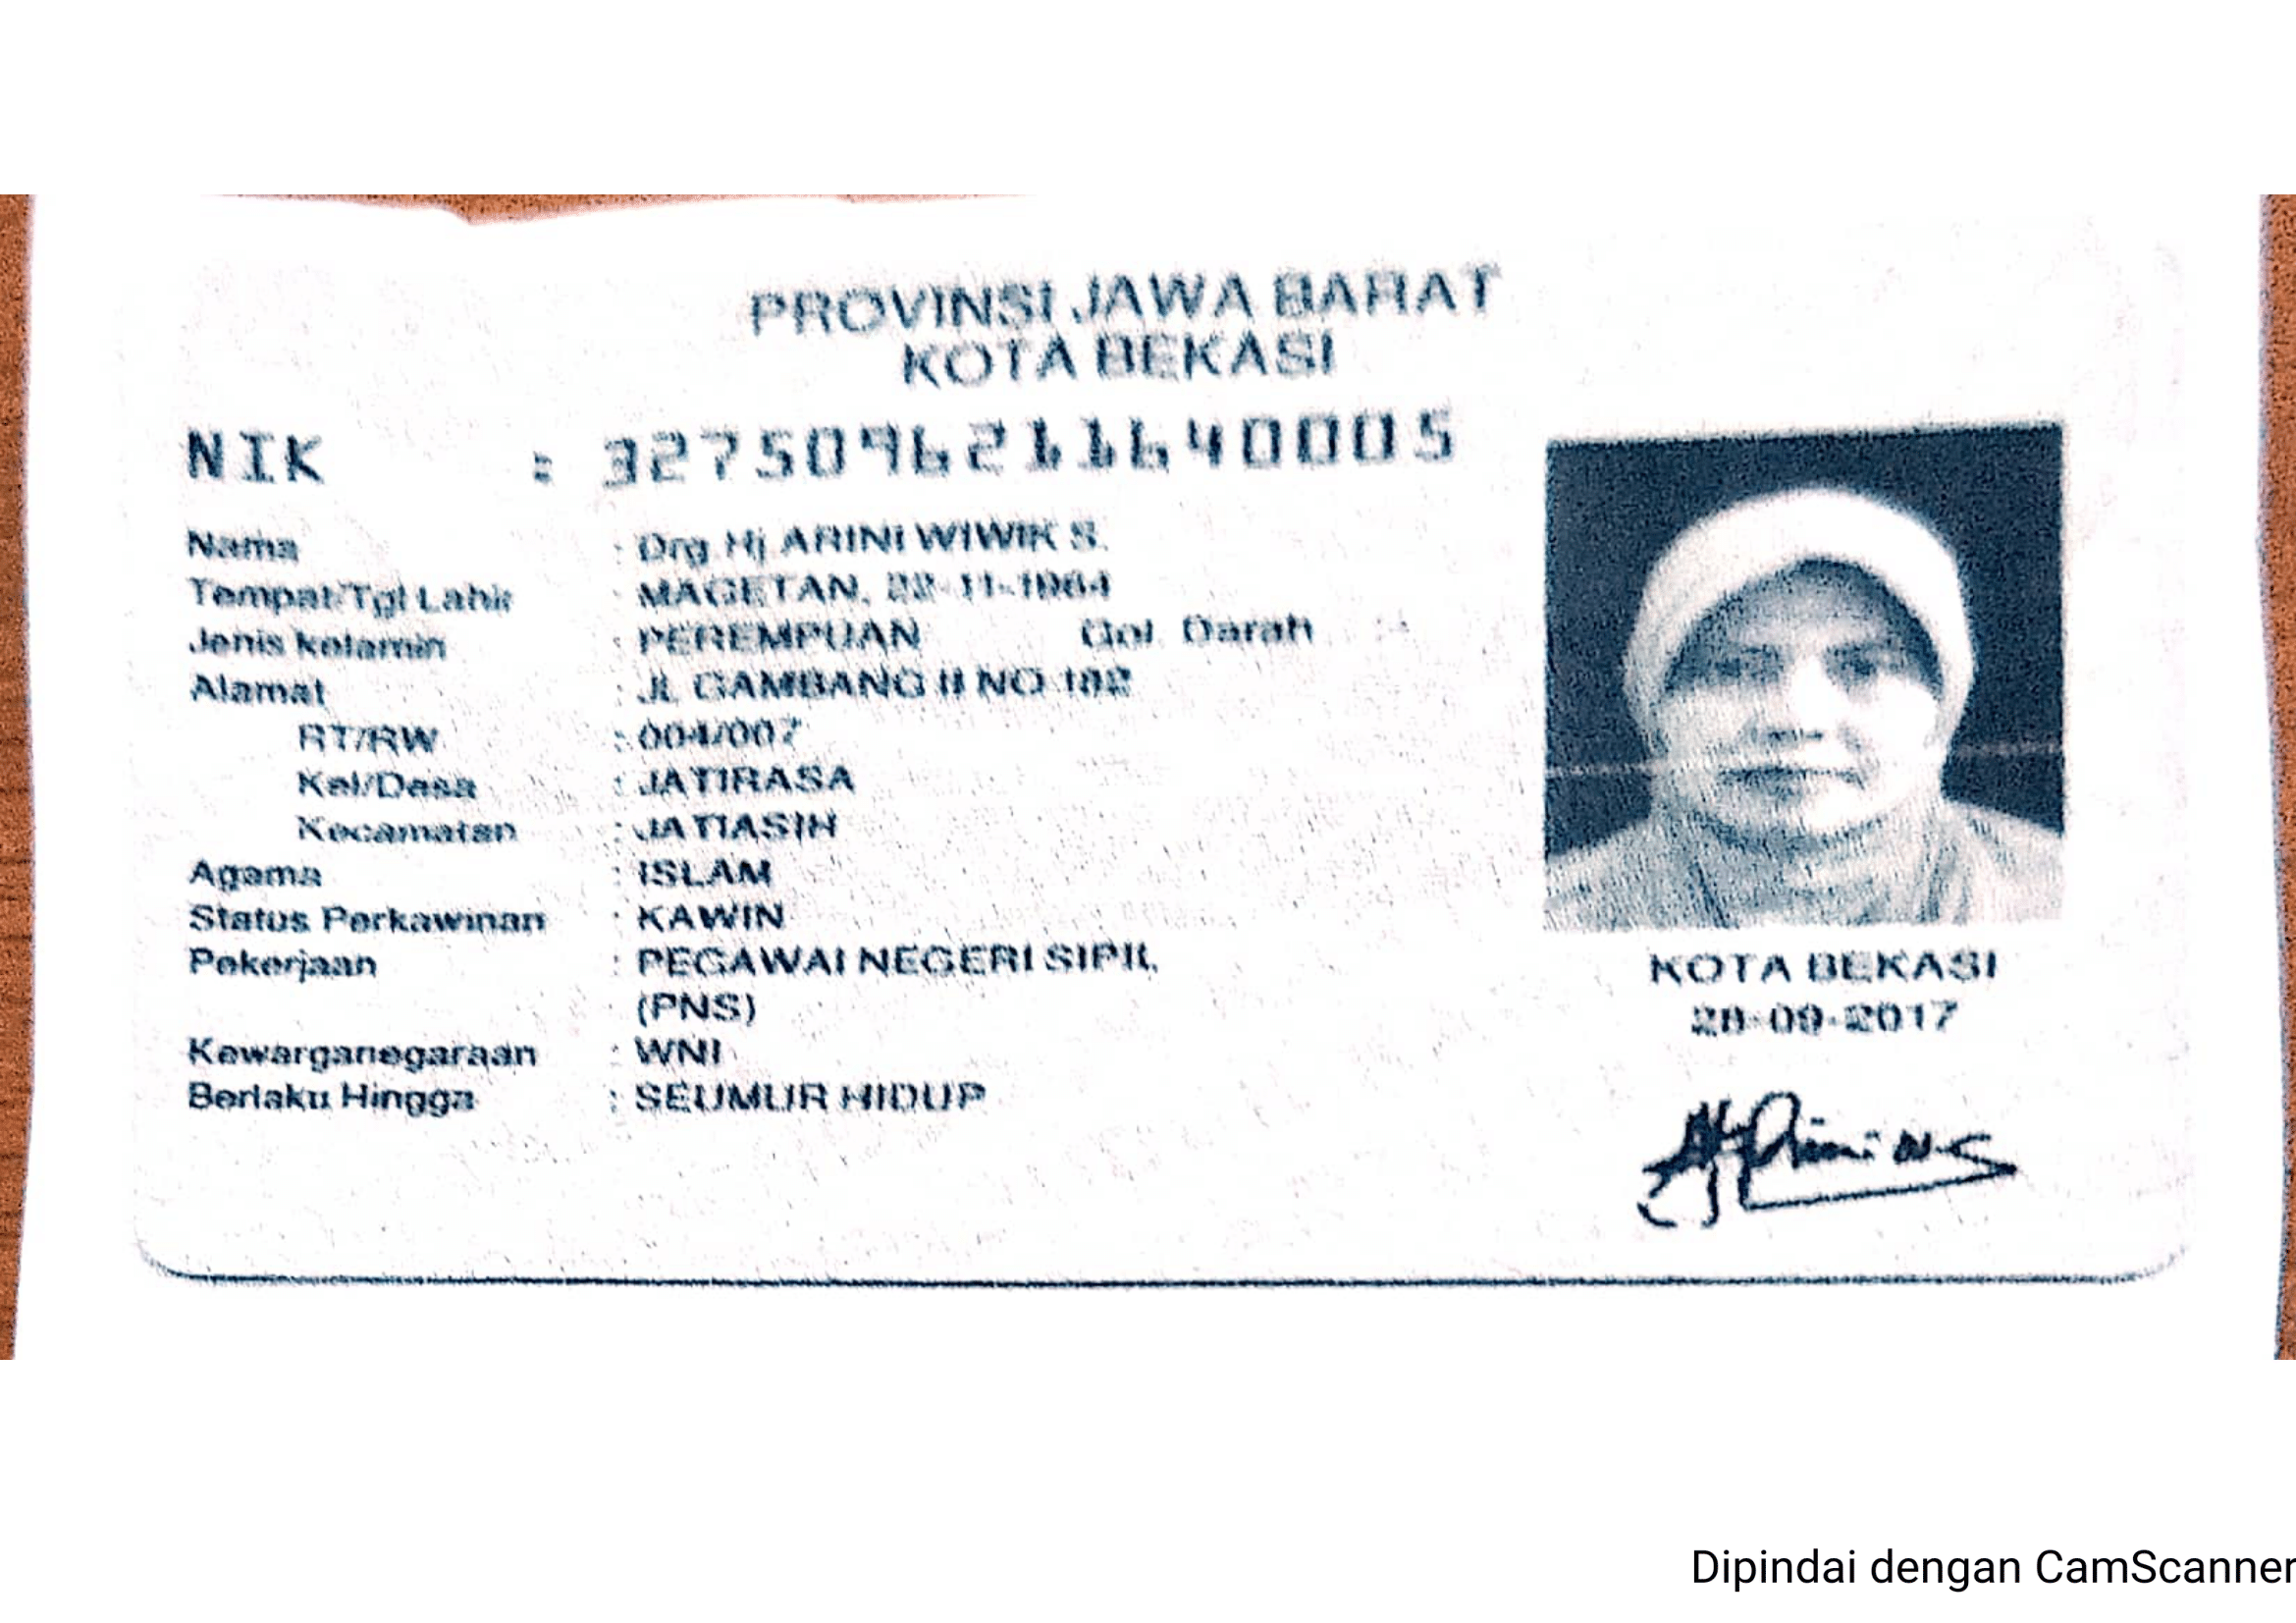 PROVINSI JAWA BARAT
KOTA BEKASI
NIK : 3275096211640005
Nama : Drg Hj ARINI WIWIK S.
Tempat/Tgl Lahir : MAGETAN, 22-11-1964
Jenis kelamin : PEREMPUAN Gol. Darah : -
Alamat : JL GAMBANG II NO 182
RT/RW : 004/007
Kel/Desa : JATIRASA
Kecamatan : JATIASIH
Agama : ISLAM
Status Perkawinan : KAWIN
Pekerjaan : PEGAWAI NEGERI SIPIL
(PNS)
Kewarganegaraan : WNI
Berlaku Hingga : SEUMUR HIDUP
KOTA BEKASI
28-09-2017
Dipindai dengan CamScanner